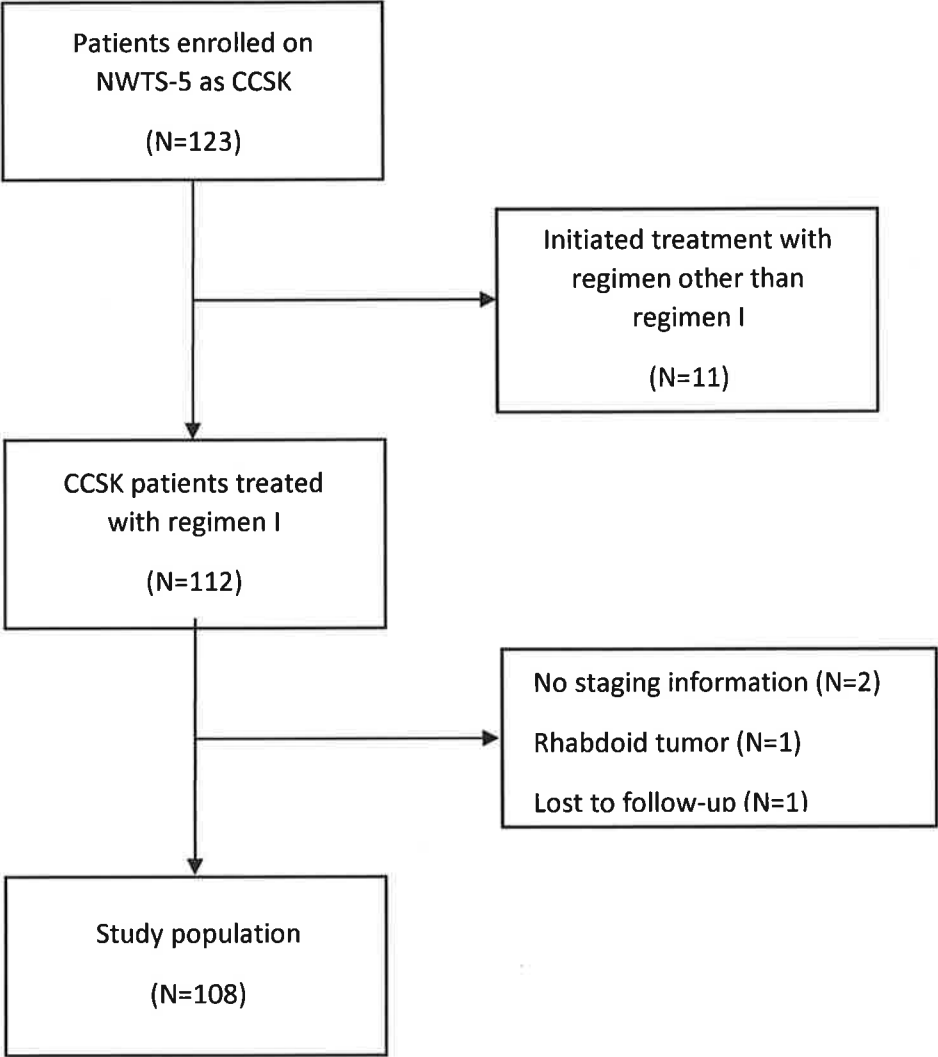 Patients enrolled on
NWTS-5 as CCSK
(N=123)
Initiated treatment with
regimen other than
regimen I
(N=11)
CCSK patients treated
with regimen I
(N=112)
No staging information (N=2)
Rhabdoid tumor (N=1)
Lost to follow-up (N=1)
Study population
(N=108)